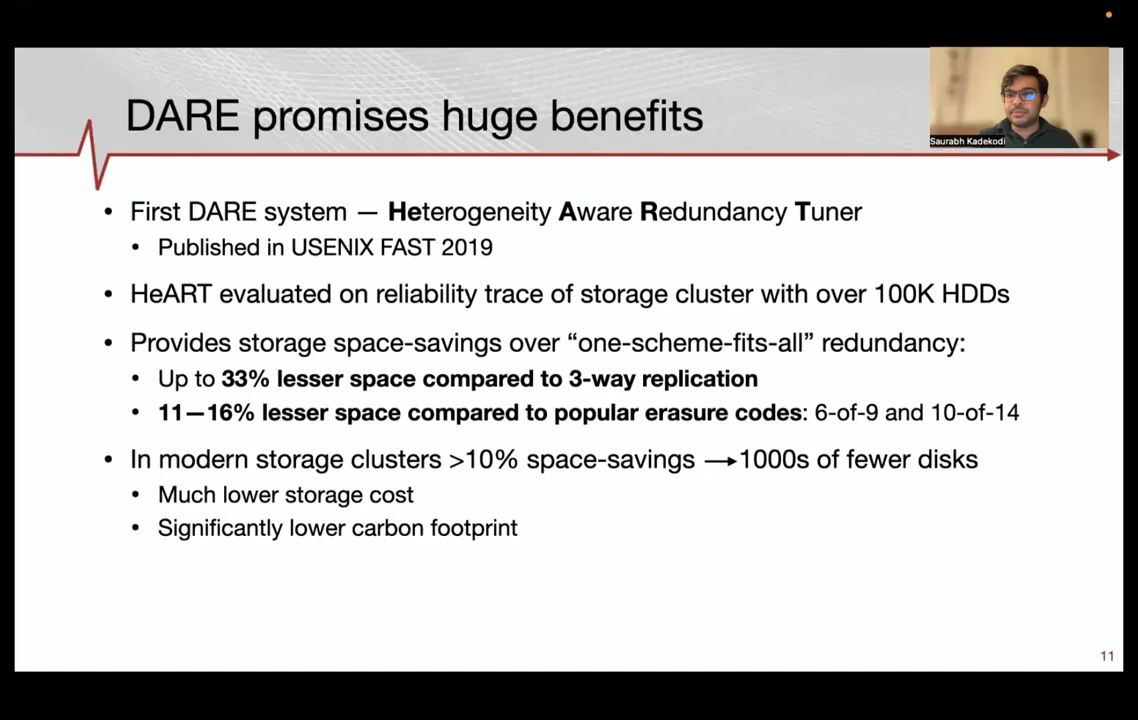 DARE promises huge benefits
Saurabh Kadekodi
• First DARE system — Heterogeneity Aware Redundancy Tuner
• Published in USENIX FAST 2019
• HeART evaluated on reliability trace of storage cluster with over 100K HDDs
• Provides storage space-savings over “one-scheme-fits-all” redundancy:
• Up to 33% lesser space compared to 3-way replication
• 11—16% lesser space compared to popular erasure codes: 6-of-9 and 10-of-14
• In modern storage clusters >10% space-savings → 1000s of fewer disks
• Much lower storage cost
• Significantly lower carbon footprint
11